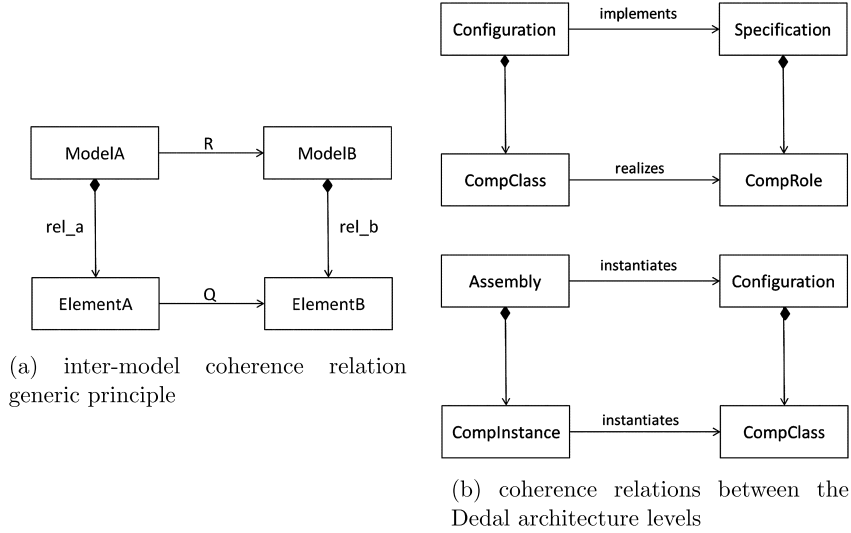 ModelA
R
ModelB
rel_a
rel_b
ElementA
Q
ElementB
(a) inter-model coherence relation
generic principle
Configuration
implements
Specification
CompClass
realizes
CompRole
Assembly
instantiates
Configuration
CompInstance
instantiates
CompClass
(b) coherence relations between the
Dedal architecture levels